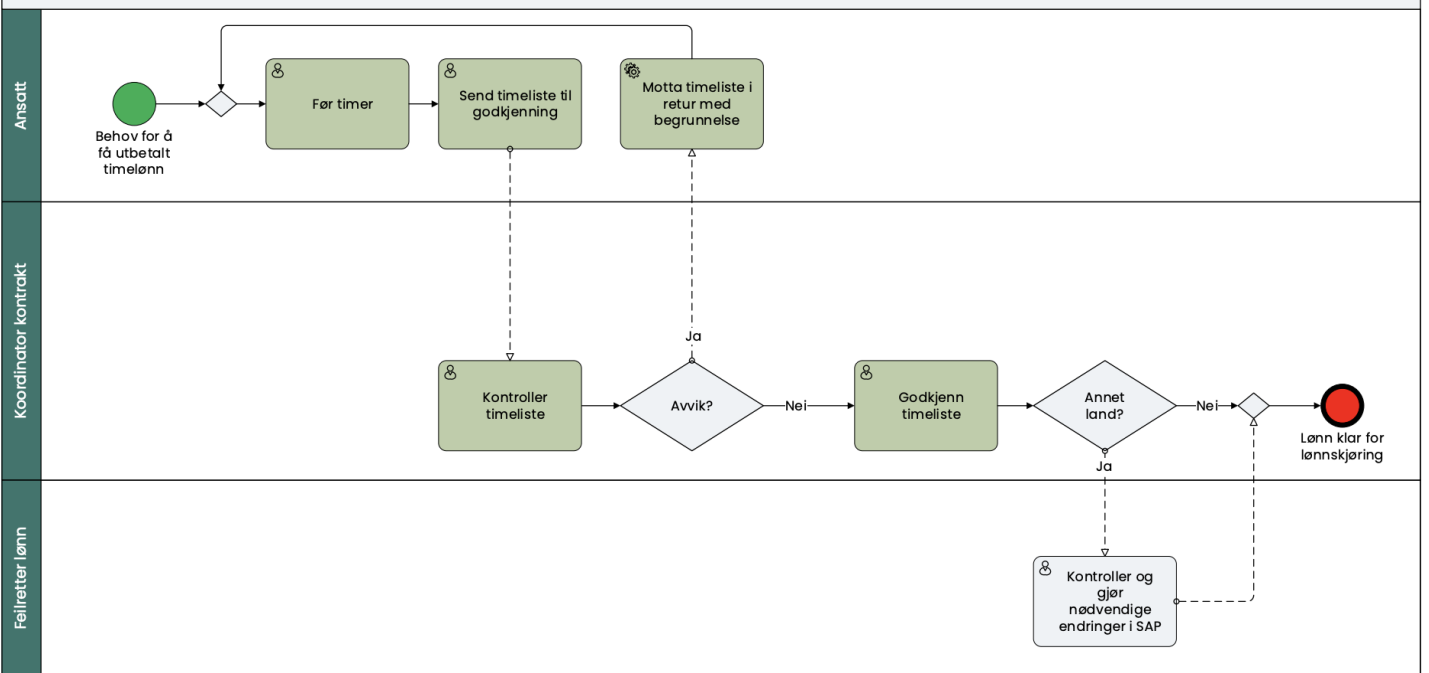 Ansatt
Behov for å
få utbetalt
timelønn
Før timer
Send timeliste til
godkjenning
Motta timeliste i
retur med
begrunnelse
Koordinator kontrakt
Kontroller
timeliste
Avvik?
Ja
Nei
Godkjenn
timeliste
Annet
land?
Nei
Ja
Lønn klar for
lønnskjøring
Feilretter lønn
Kontroller og
gjør
nødvendige
endringer i SAP